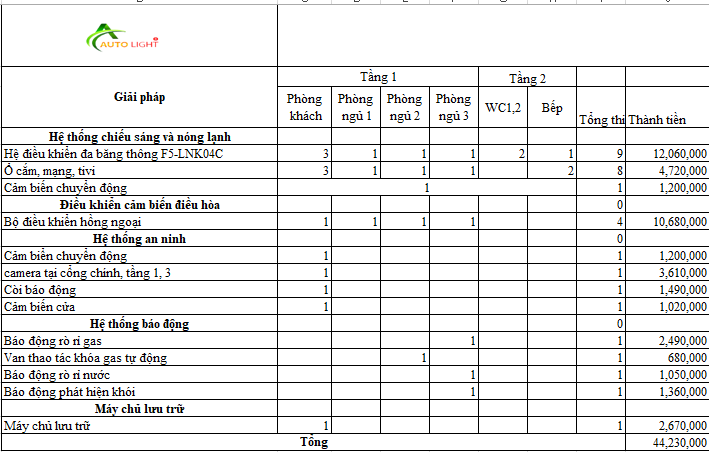 AUTO LIGHT
Giải pháp Tầng 1 Tầng 2 Tổng thi Thành tiền
Phòng khách Phòng ngủ 1 Phòng ngủ 2 Phòng ngủ 3 WC1,2 Bếp
Hệ thống chiếu sáng và nóng lạnh
Hệ điều khiển đa băng thông F5-LNK04C 3 1 1 1 2 1 9 12,060,000
Ổ cắm, mạng, tivi 3 1 1 1 2 8 4,720,000
Cảm biến chuyển động 1 1 1,200,000
Điều khiển cảm biến điều hòa 0
Bộ điều khiển hồng ngoại 1 1 1 1 4 10,680,000
Hệ thống an ninh 0
Cảm biến chuyển động 1 1 1,200,000
camera tại cổng chính, tầng 1, 3 1 1 3,610,000
Còi báo động 1 1 1,490,000
Cảm biến cửa 1 1 1,020,000
Hệ thống báo động 0
Báo động rò rỉ gas 1 1 2,490,000
Van thao tác khóa gas tự động 1 1 680,000
Báo động rò rỉ nước 1 1 1,050,000
Báo động phát hiện khói 1 1 1,360,000
Máy chủ lưu trữ
Máy chủ lưu trữ 1 1 2,670,000
Tổng 44,230,000